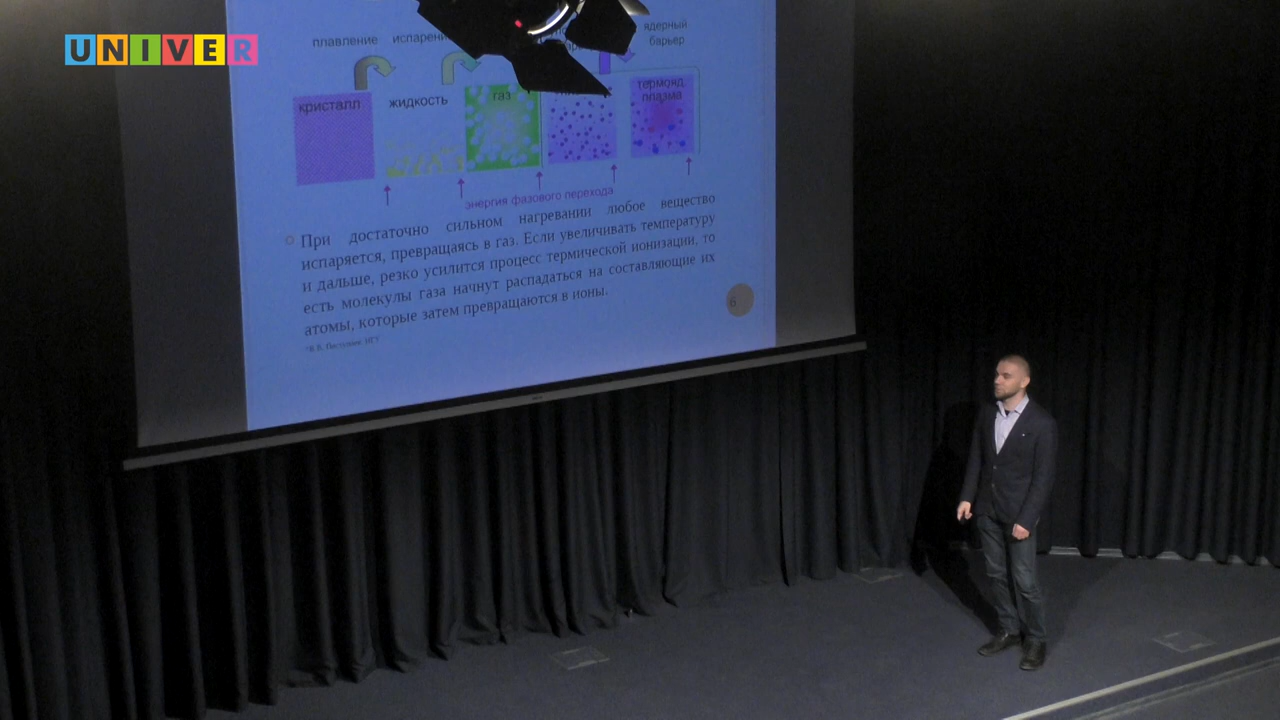 UNIVER
плавление испарени
ядерный
барьер
кристалл
жидкость
газ
термояд.
плазма
энергия фазового перехода
При достаточно сильном нагревании любое вещество
испаряется, превращаясь в газ. Если увеличивать температуру
и дальше, резко усилится процесс термической ионизации, то
есть молекулы газа начнут распадаться на составляющие их
атомы, которые затем превращаются в ионы.
6